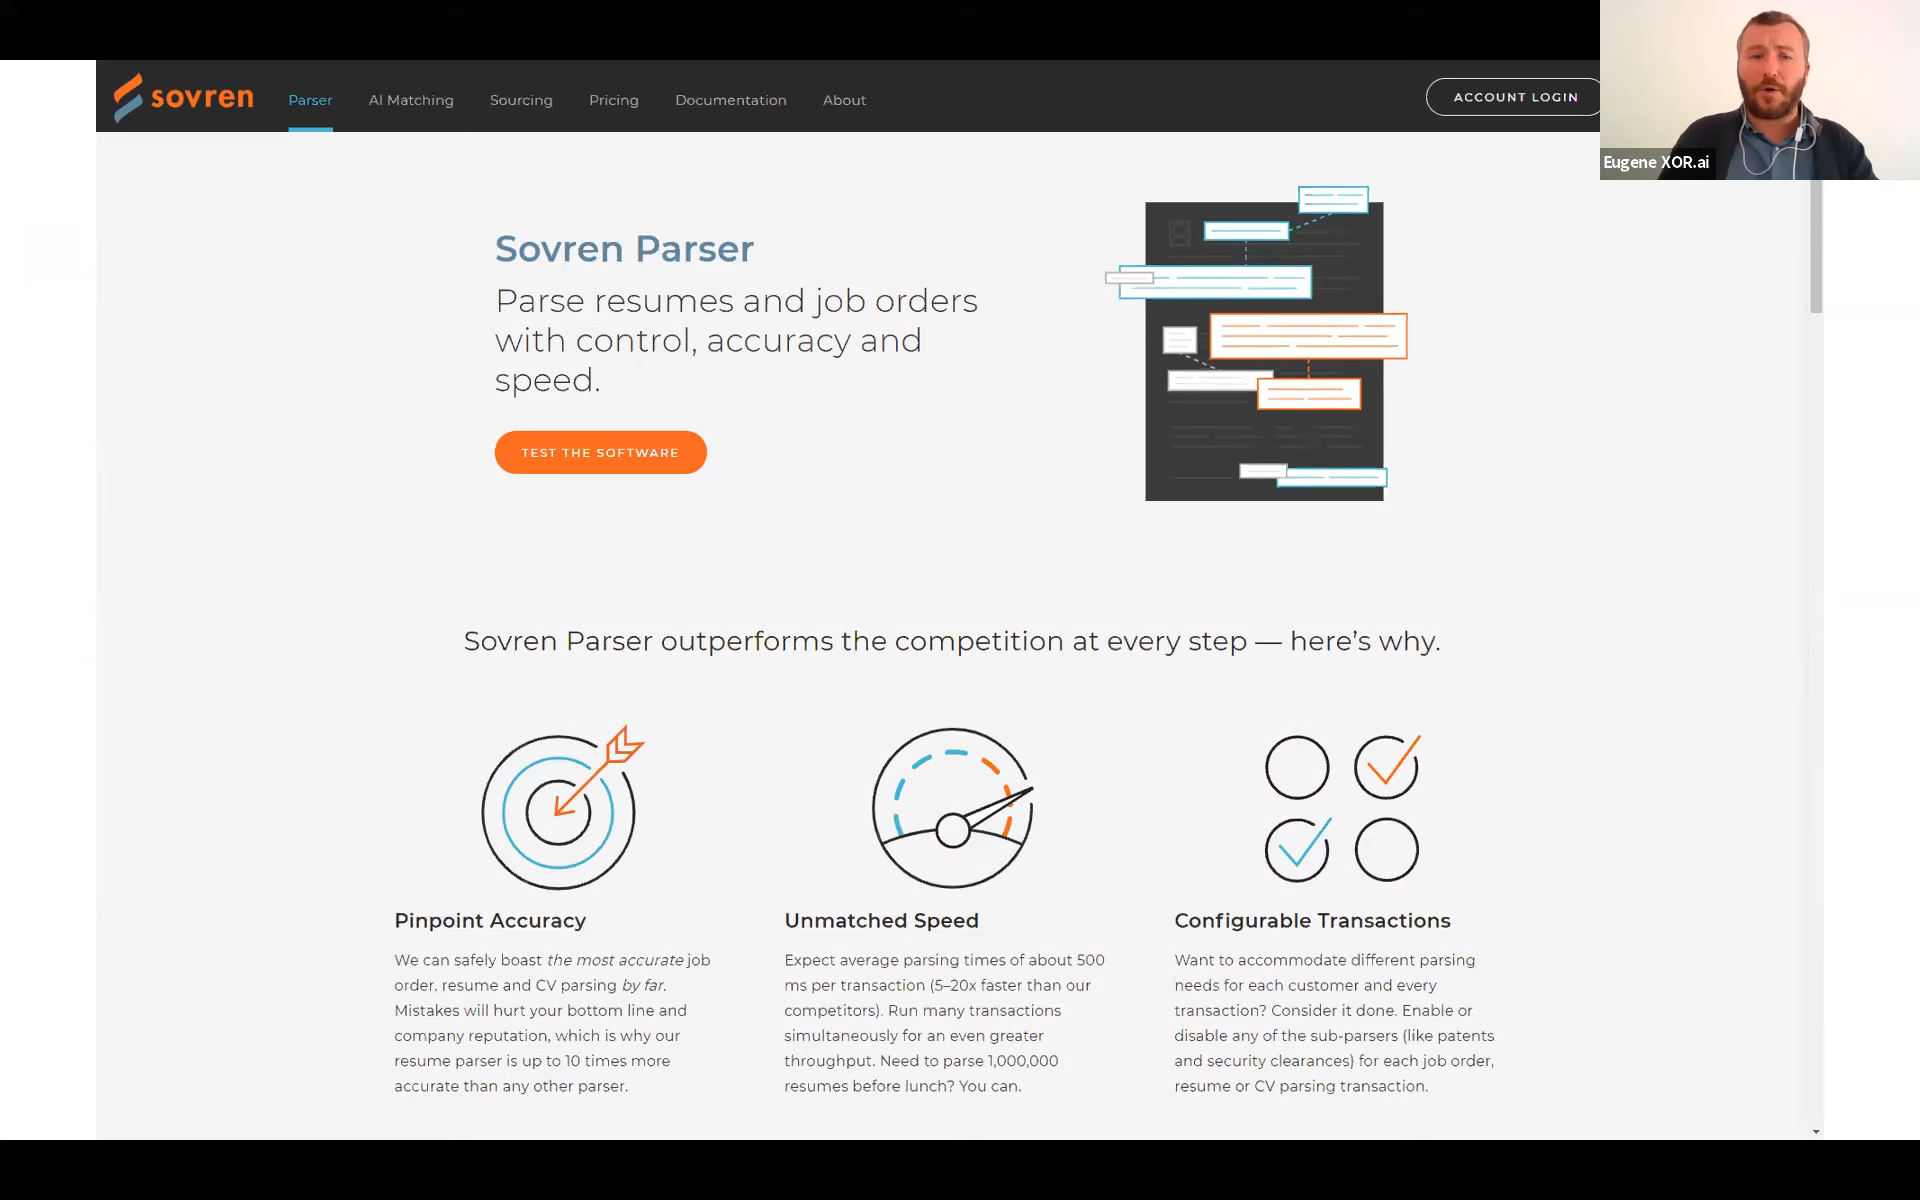 sovren
Parser
AI Matching
Sourcing
Pricing
Documentation
About
ACCOUNT LOGIN
Eugene XOR.ai
Sovren Parser
Parse resumes and job orders
with control, accuracy and
speed.
TEST THE SOFTWARE
Sovren Parser outperforms the competition at every step — here’s why.
Pinpoint Accuracy
We can safely boast the most accurate job
order, resume and CV parsing by far.
Mistakes will hurt your bottom line and
company reputation, which is why our
resume parser is up to 10 times more
accurate than any other parser.
Unmatched Speed
Expect average parsing times of about 500
ms per transaction (5–20x faster than our
competitors). Run many transactions
simultaneously for an even greater
throughput. Need to parse 1,000,000
resumes before lunch? You can.
Configurable Transactions
Want to accommodate different parsing
needs for each customer and every
transaction? Consider it done. Enable or
disable any of the sub-parsers (like patents
and security clearances) for each job order,
resume or CV parsing transaction.